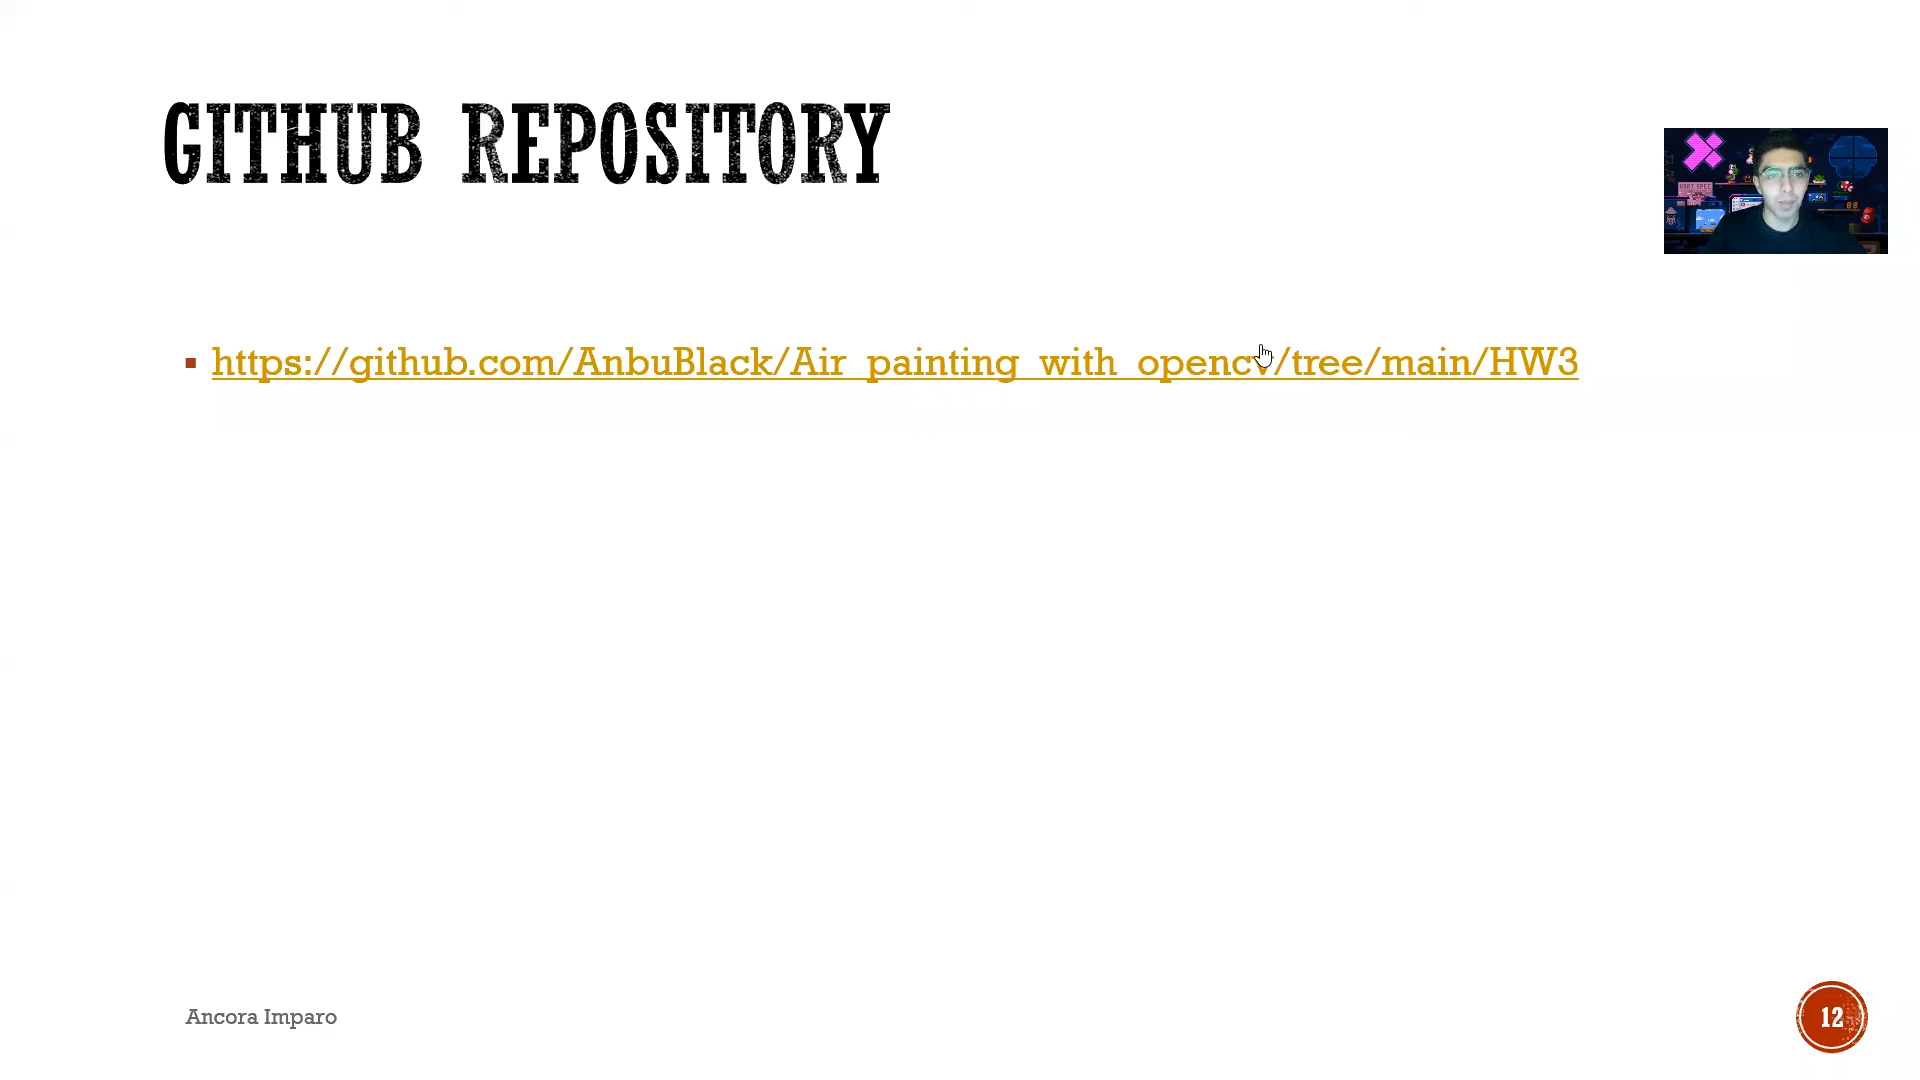 GITHUB REPOSITORY
https://github.com/AnbuBlack/Air_painting_with_opencv/tree/main/HW3
Ancora Imparo
12